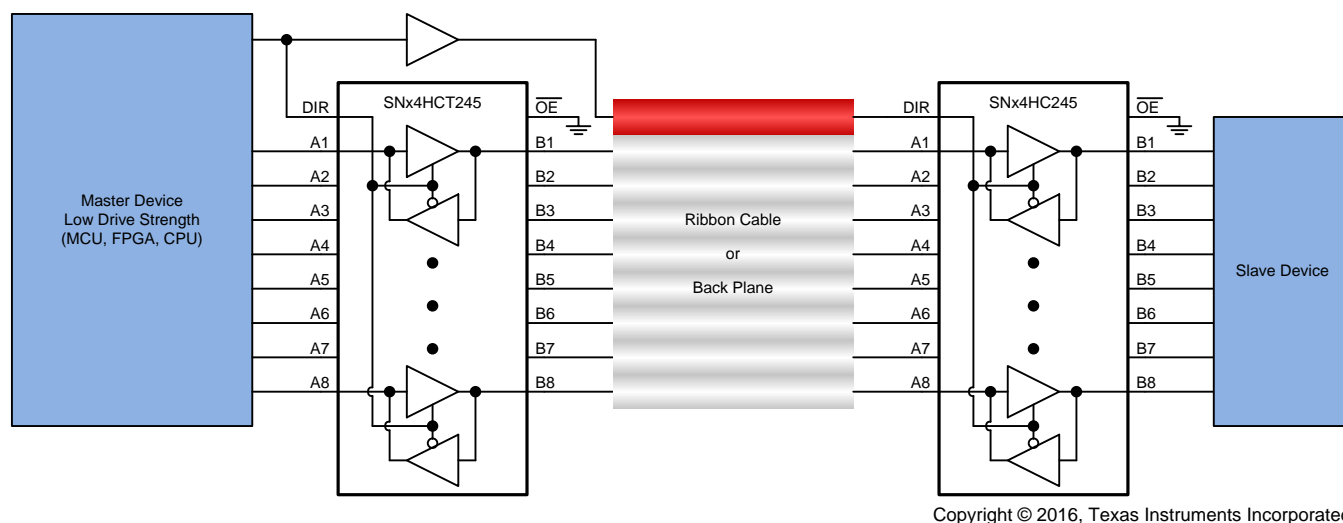 SNx4HCT245
SNx4HC245
DIR
OE
DIR
OE
A1
B1
A1
B1
A2
B2
A2
B2
Master Device
Low Drive Strength
(MCU, FPGA, CPU)
A3
B3
Ribbon Cable
or
Back Plane
A3
B3
A4
B4
A4
B4
Slave Device
A5
B5
A5
B5
A6
B6
A6
B6
A7
B7
A7
B7
A8
B8
A8
B8
Copyright © 2016, Texas Instruments Incorporated